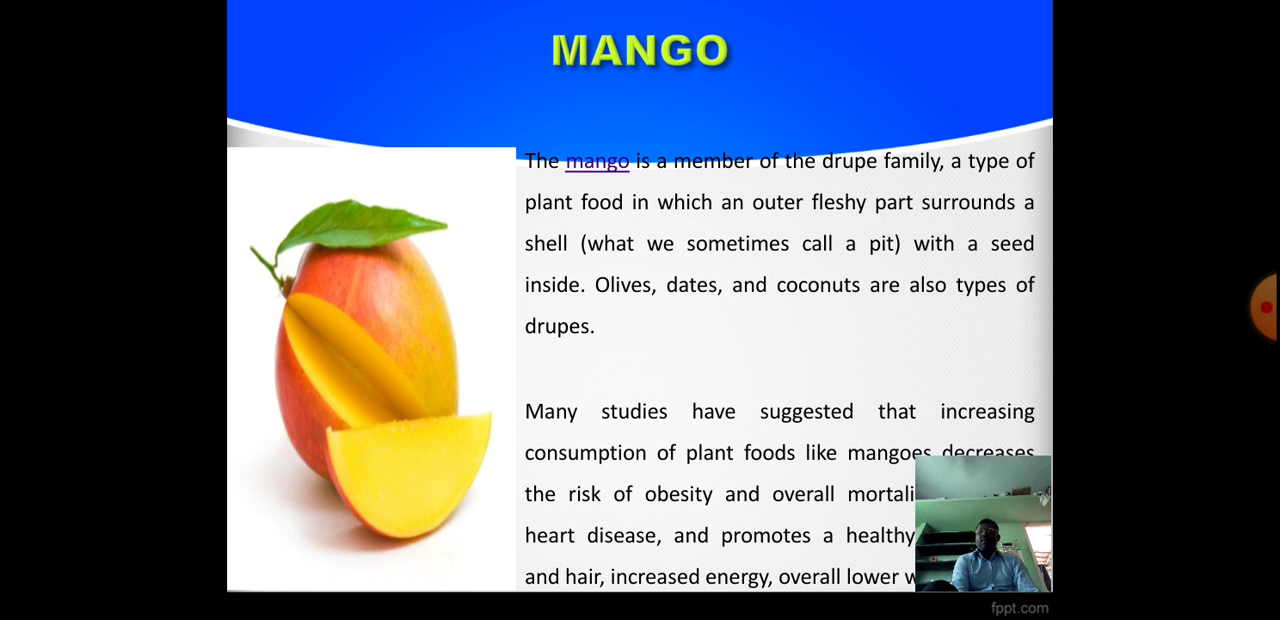 MANGO
The mango is a member of the drupe family, a type of
plant food in which an outer fleshy part surrounds a
shell (what we sometimes call a pit) with a seed
inside. Olives, dates, and coconuts are also types of
drupes.
Many studies have suggested that increasing
consumption of plant foods like mangoes decreases
the risk of obesity and overall
heart disease, and promotes a healthy
and hair, increased energy, overall lower
fppt.com